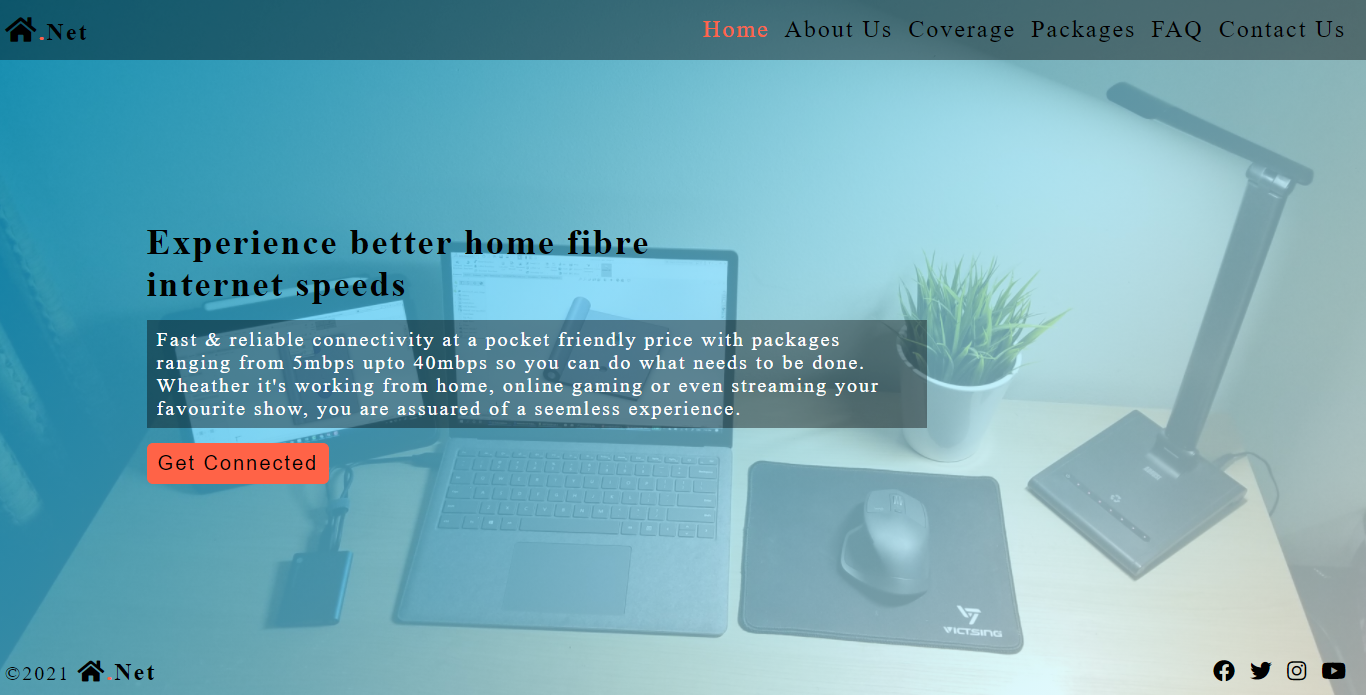 .Net
Home About Us Coverage Packages FAQ Contact Us
Experience better home fibre
internet speeds
Fast & reliable connectivity at a pocket friendly price with packages
ranging from 5mbps upto 40mbps so you can do what needs to be done.
Wheather it's working from home, online gaming or even streaming your
favourite show, you are assuared of a seemless experience.
Get Connected
VICTSING
©2021 .Net